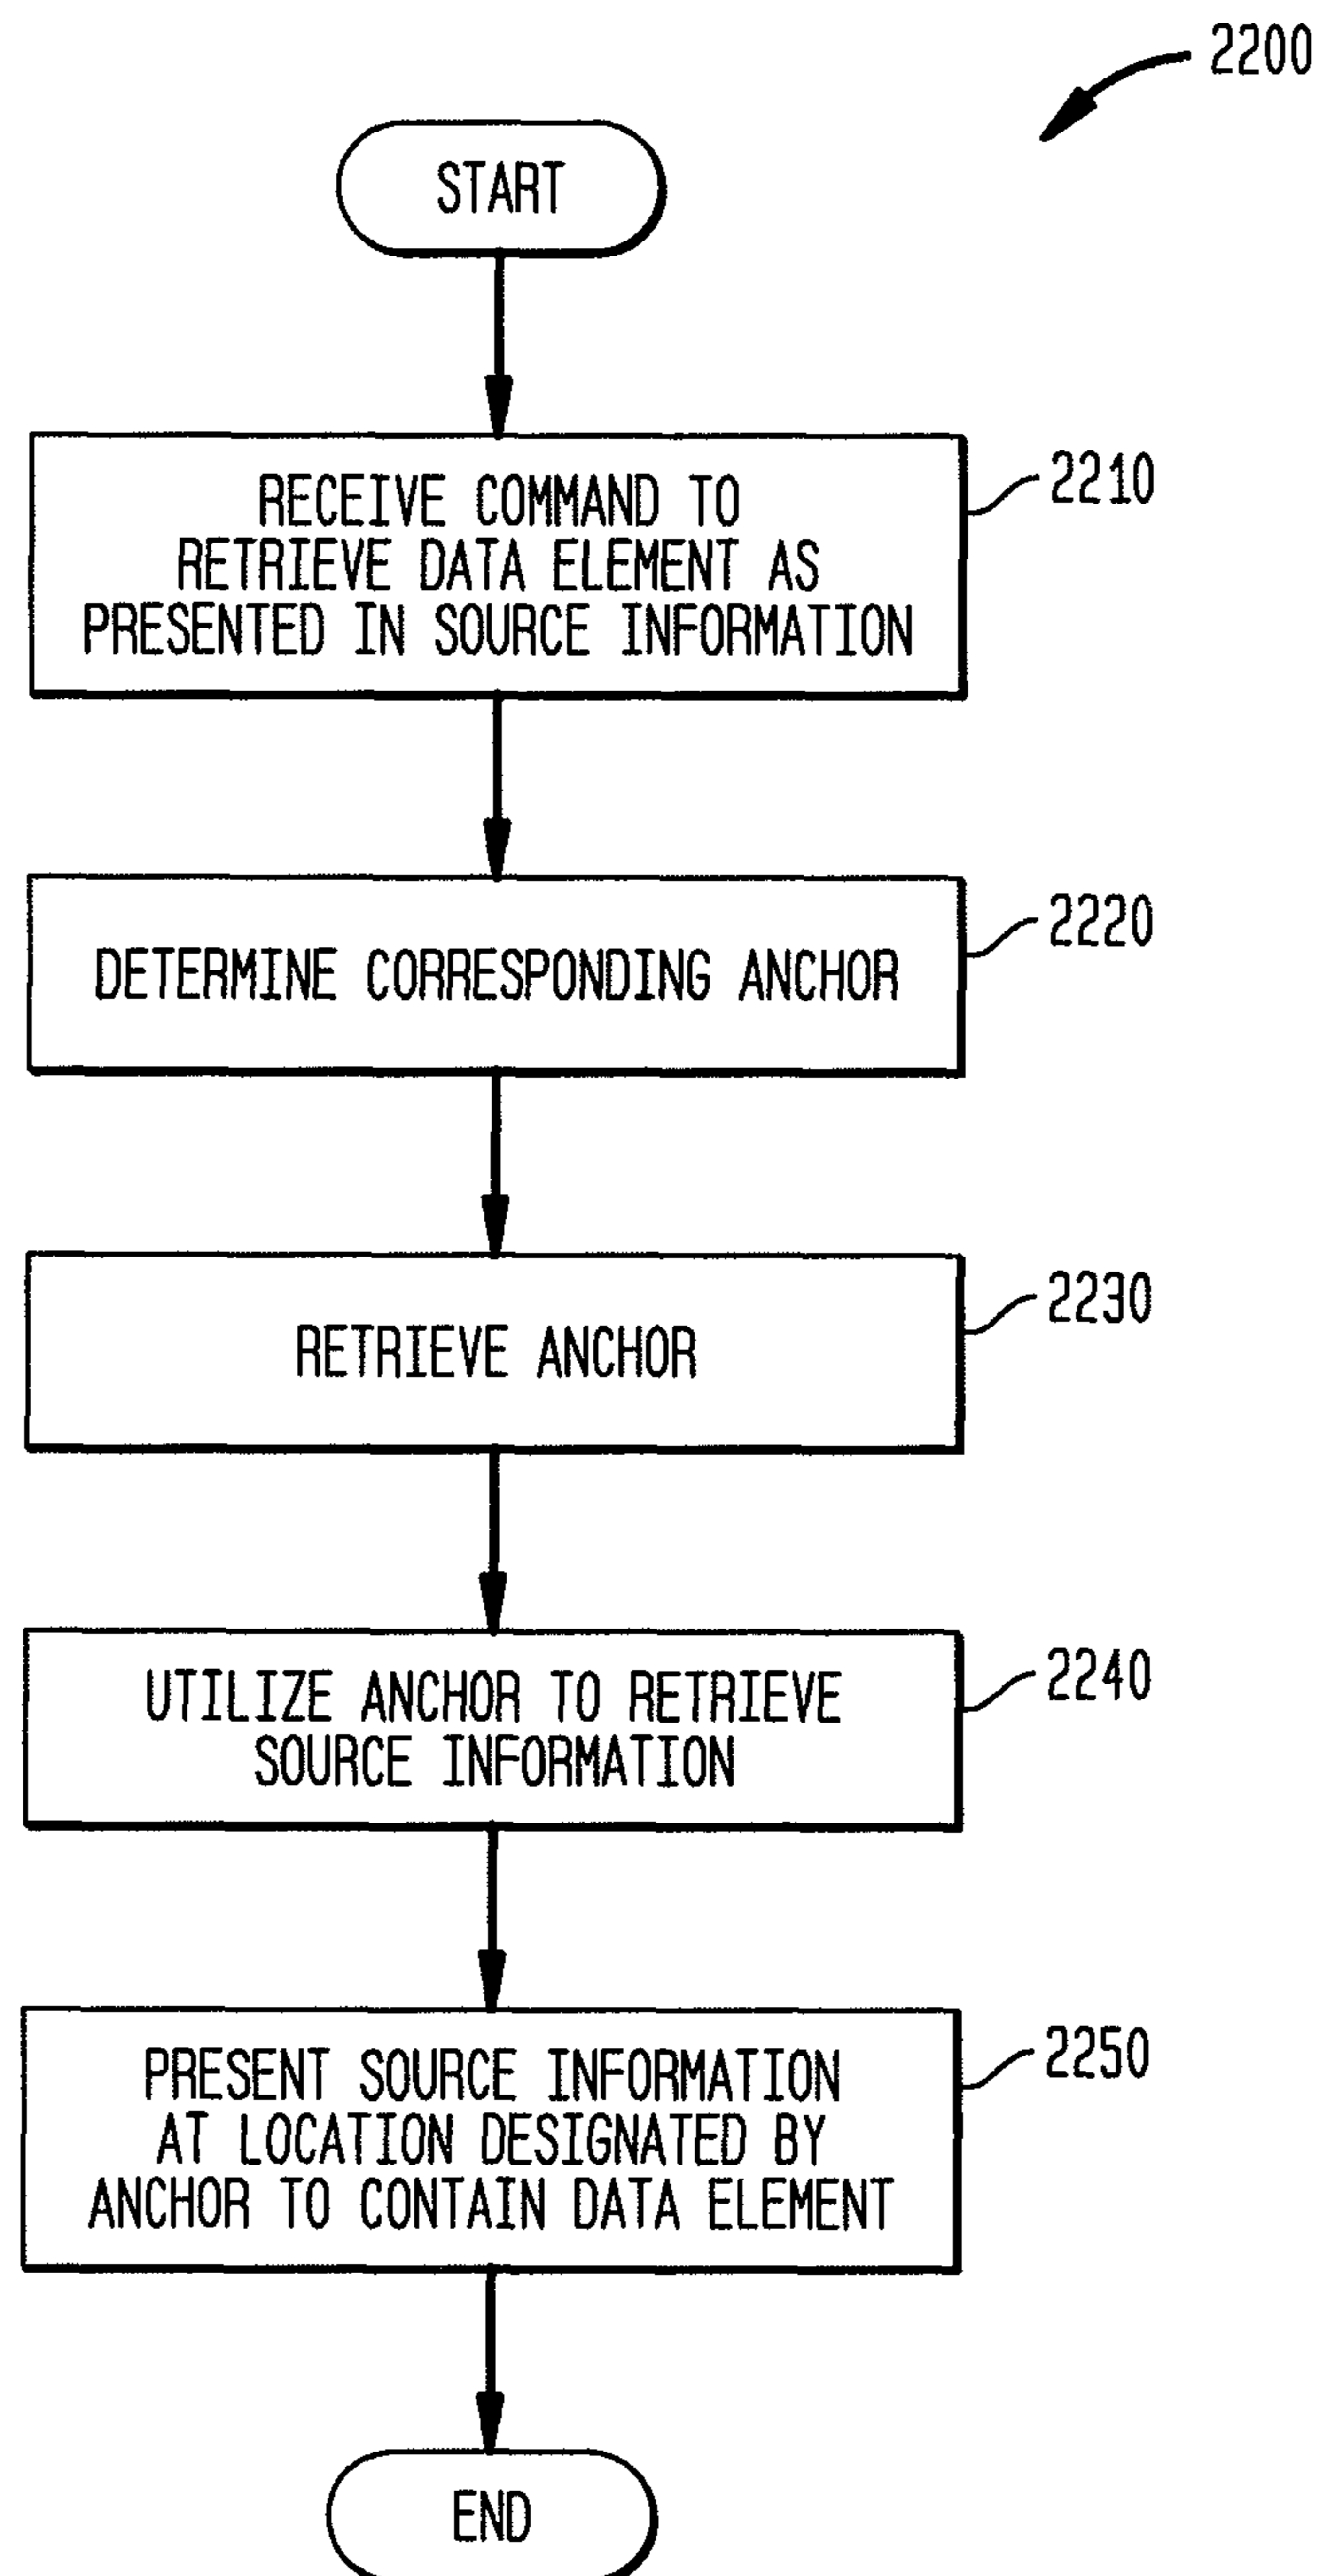 2200
START
RECEIVE COMMAND TO
RETRIEVE DATA ELEMENT AS
PRESENTED IN SOURCE INFORMATION
2210
DETERMINE CORRESPONDING ANCHOR
2220
RETRIEVE ANCHOR
2230
UTILIZE ANCHOR TO RETRIEVE
SOURCE INFORMATION
2240
PRESENT SOURCE INFORMATION
AT LOCATION DESIGNATED BY
ANCHOR TO CONTAIN DATA ELEMENT
2250
END